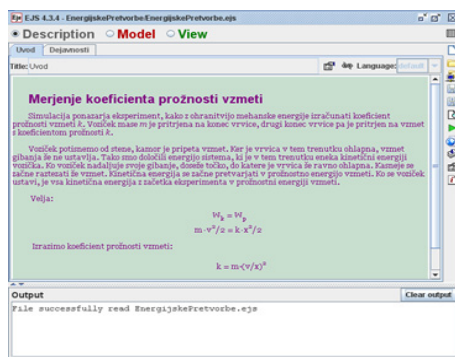 EJS 4.3.4 - EnergijskePretvorbe/EnergijskePretvorbe.ejs
Description Model View
Uvod Dejavnosti
Title: Uvod Language: default
Merjenje koeficienta prožnosti vzmeti
Simulacija ponazarja eksperiment, kako z ohranitvijo mehanske energije izračunati koeficient
prožnosti vzmeti k. Voziček mase m je pritrjena na konec vrvice, drugi konec vrvice pa je pritrjen na vzmet
s koeficientom prožnosti k.
Voziček potisnemo od stene, kamor je pripeta vzmet. Ker je vrvica v tem trenutku ohlapna, vzmet
gibanja še ne ustavlja. Tako smo določili energijo sistema, ki je v tem trenutku eneka kinetični energiji
vozička. Ko voziček nadaljuje svoje gibanje, doseže točko, do katere je vrvica še ravno ohlapna. Kasneje se
začne raztezati še vzmet. Kinetična energija se začne pretvarjati v prožnostno energijo vzmeti. Ko se voziček
ustavi, je vsa kinetična energija z začetka eksperimenta v prožnostni energiji vzmeti.
Velja:
W_k = W_p
m·v²/2 = k·x²/2
Izrazimo koeficient prožnosti vzmeti:
k = m·(v/x)²
Output Clear output
File successfully read EnergijskePretvorbe.ejs